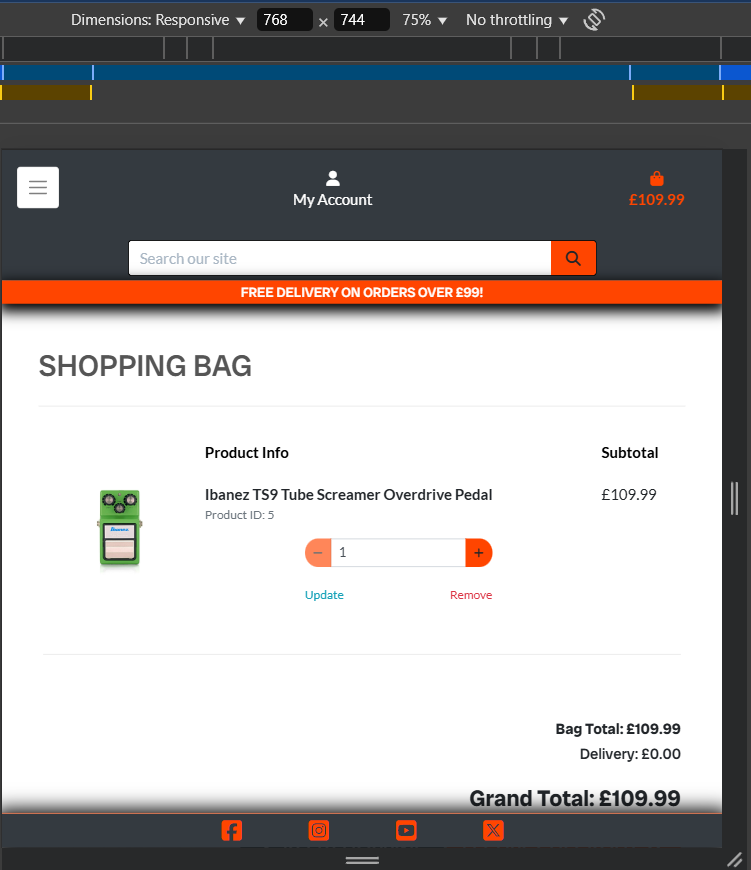 Dimensions: Responsive ▼ 768 × 744 75% ▼ No throttling ▼
My Account
£109.99
Search our site
FREE DELIVERY ON ORDERS OVER £99!
SHOPPING BAG
Product Info Subtotal
Ibanez TS9 Tube Screamer Overdrive Pedal £109.99
Product ID: 5
− 1 +
Update Remove
Ibanez
Bag Total: £109.99
Delivery: £0.00
Grand Total: £109.99